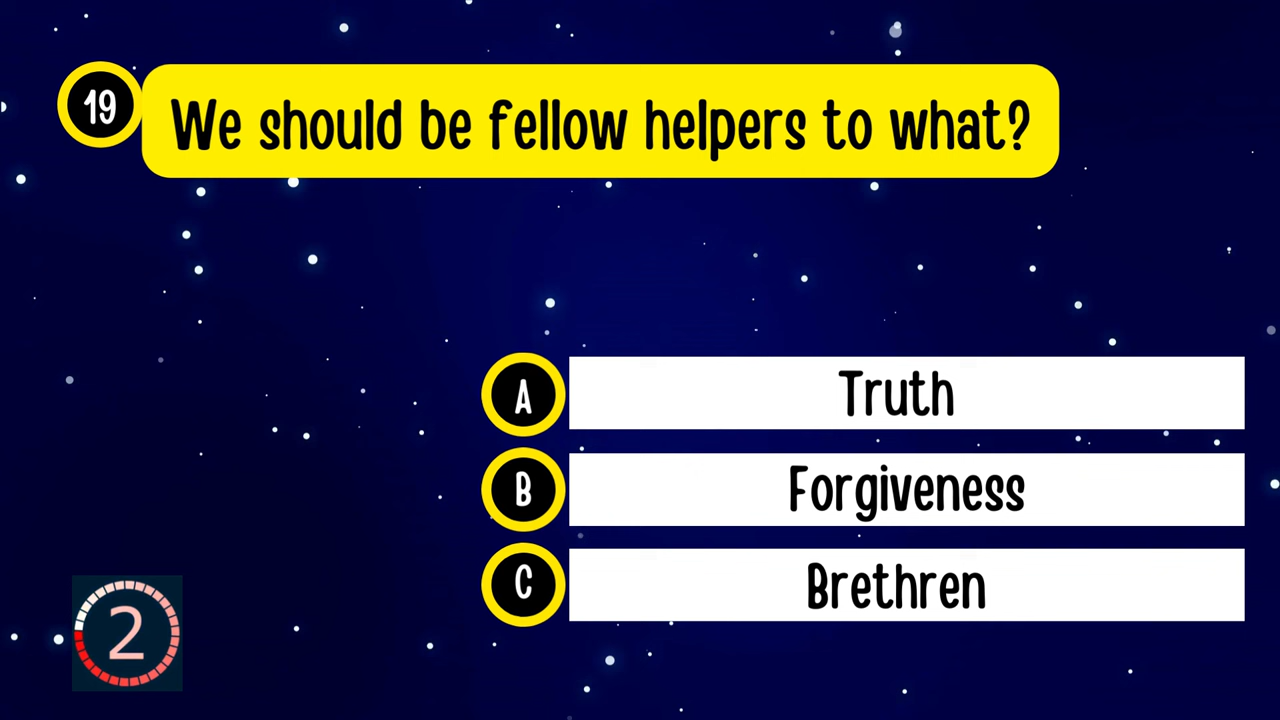 19
We should be fellow helpers to what?
A
Truth
B
Forgiveness
C
Brethren
2